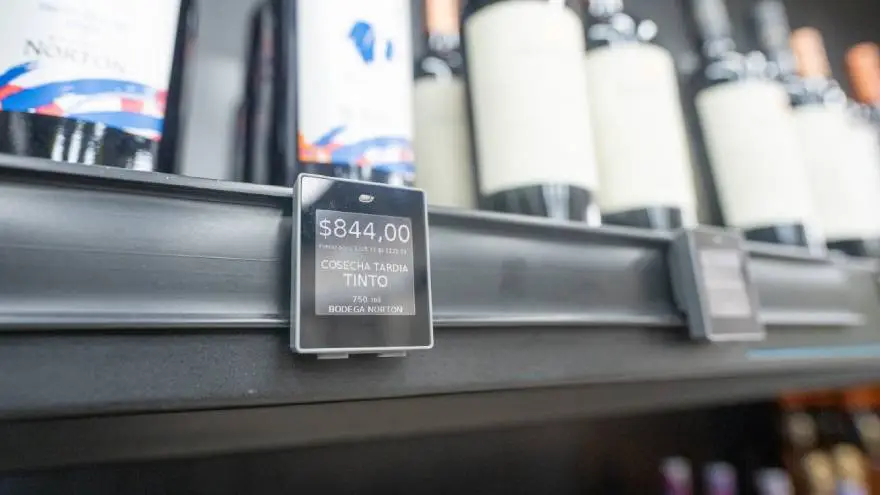 NORTON
$844,00
COSECHA TARDIA
TINTO
750 ml
BODEGA NORTON